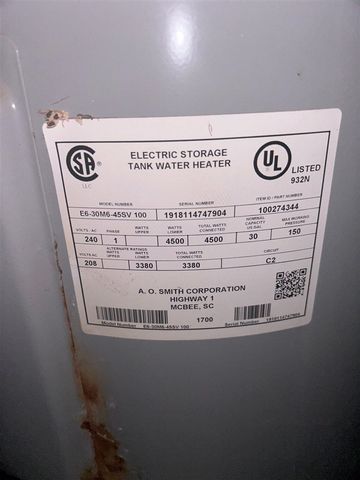 ELECTRIC STORAGE
TANK WATER HEATER
SA
LLC
UL
LISTED
932N
MODEL NUMBER SERIAL NUMBER ITEM ID / PART NUMBER
E6-30M6-45SV 100 1918114747904 100274344
VOLTS AC PHASE WATTS UPPER WATTS LOWER TOTAL WATTS CONNECTED NOMINAL CAPACITY US.GAL MAX WORKING PRESSURE
240 1 4500 4500 30 150
VOLTS AC ALTERNATE RATINGS WATTS UPPER WATTS LOWER TOTAL WATTS CONNECTED CIRCUIT
208 3380 3380 C2
A. O. SMITH CORPORATION
HIGHWAY 1
MCBEE, SC
1700
Model Number E6-30M6-45SV 100 Serial Number 1918114747904